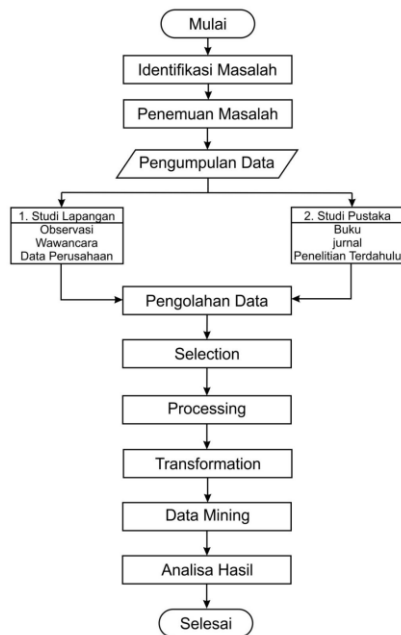 Mulai
Identifikasi Masalah
Penemuan Masalah
Pengumpulan Data
1. Studi Lapangan
Observasi
Wawancara
Data Perusahaan
2. Studi Pustaka
Buku
jurnal
Penelitian Terdahulu
Pengolahan Data
Selection
Processing
Transformation
Data Mining
Analisa Hasil
Selesai